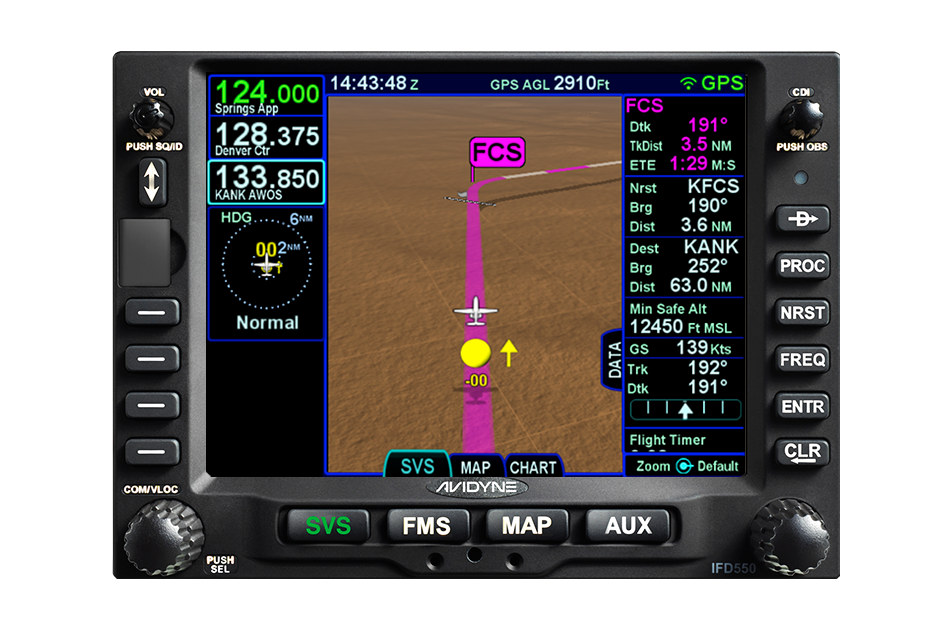 VOL
PUSH SQ/ID
COM/VLOC
PUSH
SEL
124.000
Springs App
128.375
Denver Ctr
133.850
KANK AWOS
HDG
6NM
00
2NM
Normal
14:43:48 Z
GPS AGL 2910Ft
GPS
FCS
-00
DATA
SVS
MAP
CHART
FCS
Dtk 191°
TkDist 3.5 NM
ETE 1:29 M:S
Nrst KFCS
Brg 190°
Dist 3.6 NM
Dest KANK
Brg 252°
Dist 63.0 NM
Min Safe Alt
12450 Ft MSL
GS 139 Kts
Trk 192°
Dtk 191°
Flight Timer
Zoom Default
AVIDYNE
SVS
FMS
MAP
AUX
CDI
PUSH OBS
D
PROC
NRST
FREQ
ENTR
CLR
IFD550